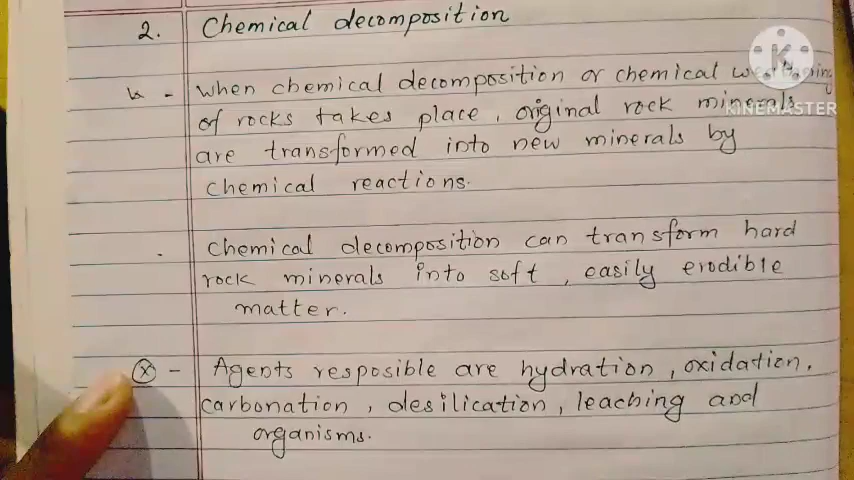 2. Chemical decomposition
- When chemical decomposition or chemical weathering
of rocks takes place, original rock minerals
are transformed into new minerals by
chemical reactions.
. Chemical decomposition can transform hard
rock minerals into soft, easily erodible
matter.
(x) - Agents resposible are hydration, oxidation,
carbonation, desilication, leaching and
organisms.
K
KINEMASTER